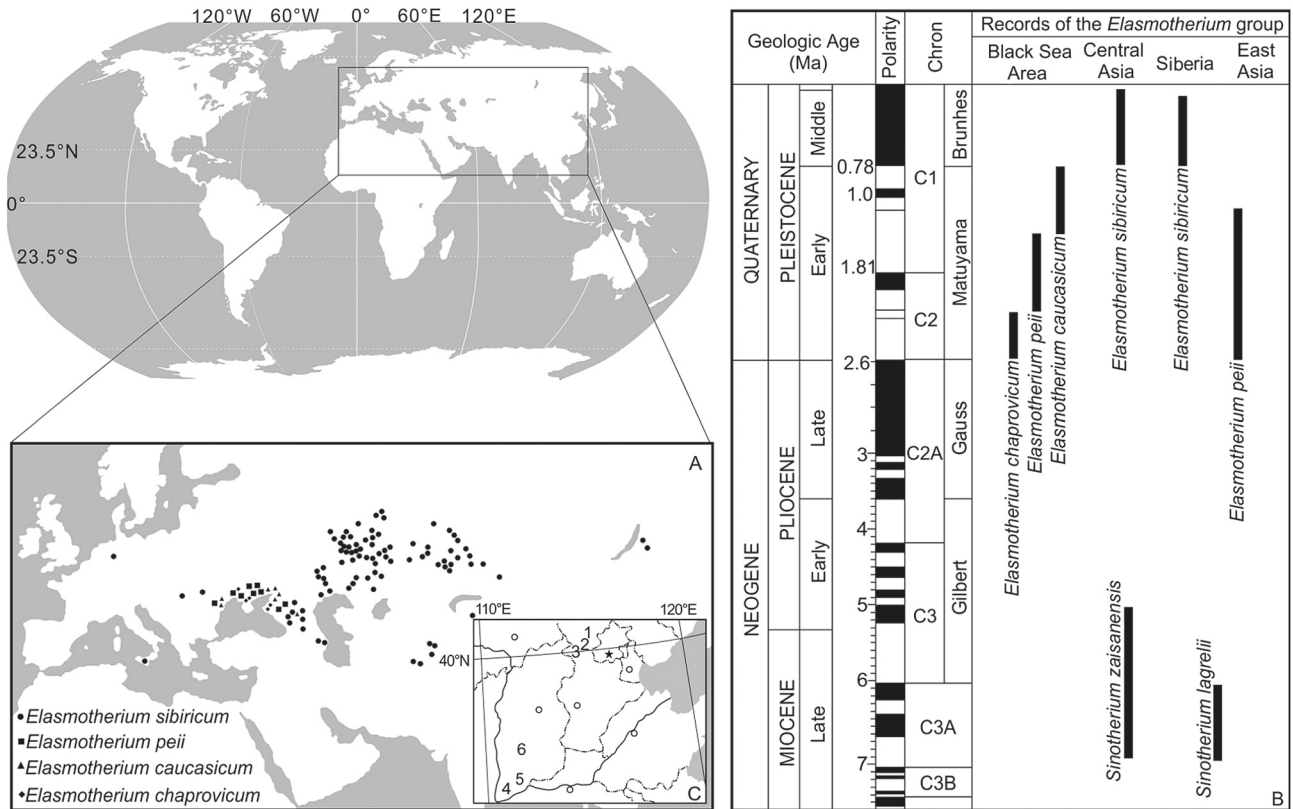 120°W 60°W 0° 60°E 120°E
23.5°N
0°
23.5°S
A
Elasmotherium sibiricum
Elasmotherium peii
Elasmotherium caucasicum
Elasmotherium chaprovicum
110°E 120°E
40°N
1
2
3
6
5
4
C
Geologic Age
(Ma)
Polarity
Chron
Records of the Elasmotherium group
Black Sea
Area
Central
Asia
Siberia
East
Asia
QUATERNARY
NEOGENE
PLEISTOCENE
PLIOCENE
MIOCENE
Middle
Early
Late
Early
Late
0.78
1.0
1.81
2.6
3
4
5
6
7
C1
C2
C2A
C3
C3A
C3B
Brunhes
Matuyama
Gauss
Gilbert
Elasmotherium chaprovicum
Elasmotherium peii
Elasmotherium caucasicum
Elasmotherium sibiricum
Elasmotherium sibiricum
Elasmotherium peii
Sinotherium zaisanensis
Sinotherium lagrelii
B